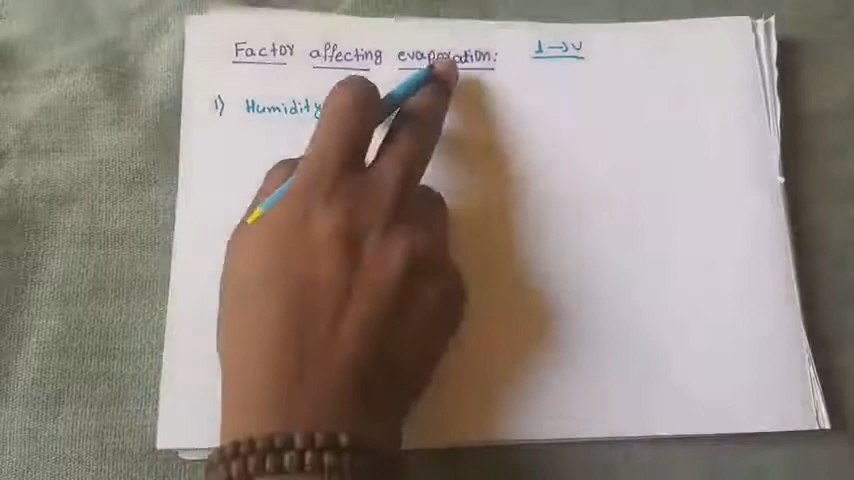 Factor affecting evaporation: l→v
1) Humidity